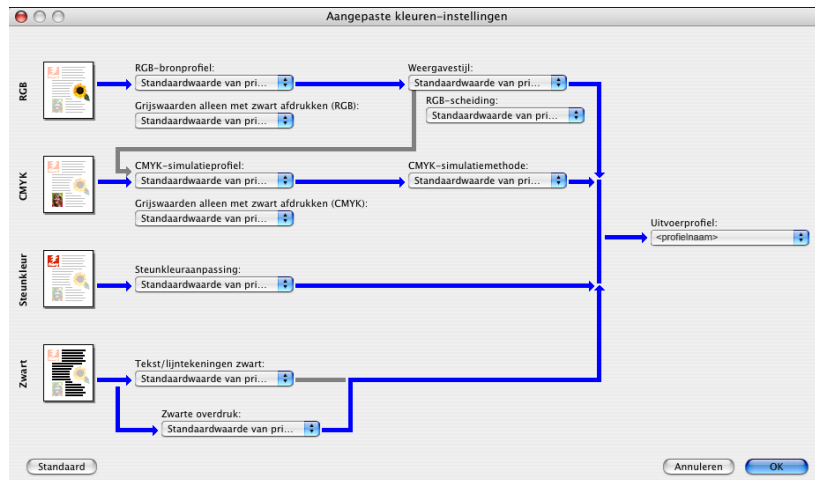 Aangepaste kleuren-instellingen
RGB
RGB-bronprofiel:
Standaardwaarde van pri...
Weergavestijl:
Standaardwaarde van pri...
Grijswaarden alleen met zwart afdrukken (RGB):
Standaardwaarde van pri...
RGB-scheiding:
Standaardwaarde van pri...
CMYK
CMYK-simulatieprofiel:
Standaardwaarde van pri...
CMYK-simulatiemethode:
Standaardwaarde van pri...
Grijswaarden alleen met zwart afdrukken (CMYK):
Standaardwaarde van pri...
Uitvoerprofiel:
<profielnaam>
Steunkleur
Steunkleuraanpassing:
Standaardwaarde van pri...
Zwart
Tekst/lijntekeningen zwart:
Standaardwaarde van pri...
Zwarte overdruk:
Standaardwaarde van pri...
Standaard
Annuleren
OK